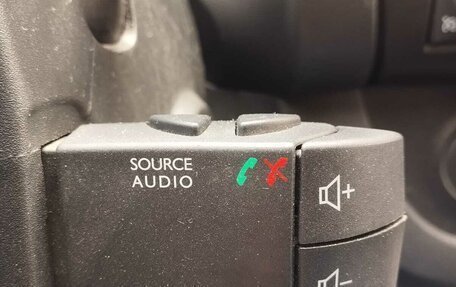 SOURCE
AUDIO
+
-